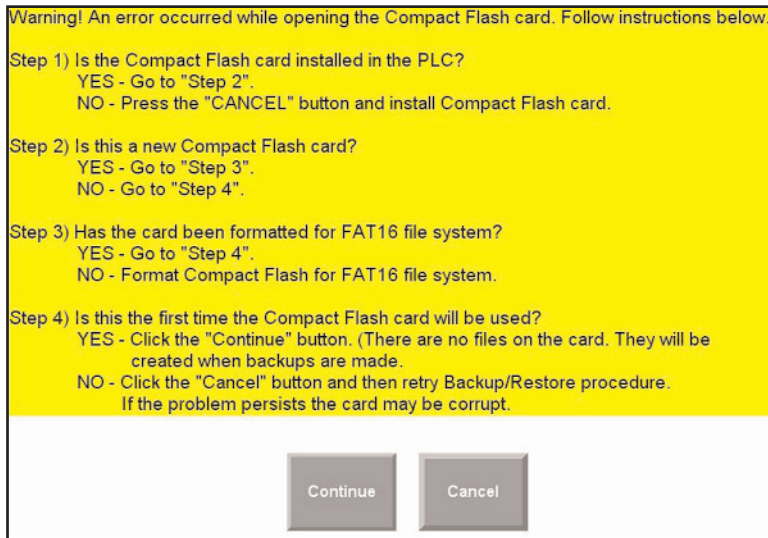 Warning! An error occurred while opening the Compact Flash card. Follow instructions below.
Step 1) Is the Compact Flash card installed in the PLC?
YES - Go to "Step 2".
NO - Press the "CANCEL" button and install Compact Flash card.
Step 2) Is this a new Compact Flash card?
YES - Go to "Step 3".
NO - Go to "Step 4".
Step 3) Has the card been formatted for FAT16 file system?
YES - Go to "Step 4".
NO - Format Compact Flash for FAT16 file system.
Step 4) Is this the first time the Compact Flash card will be used?
YES - Click the "Continue" button. (There are no files on the card. They will be
created when backups are made.
NO - Click the "Cancel" button and then retry Backup/Restore procedure.
If the problem persists the card may be corrupt.
Continue Cancel